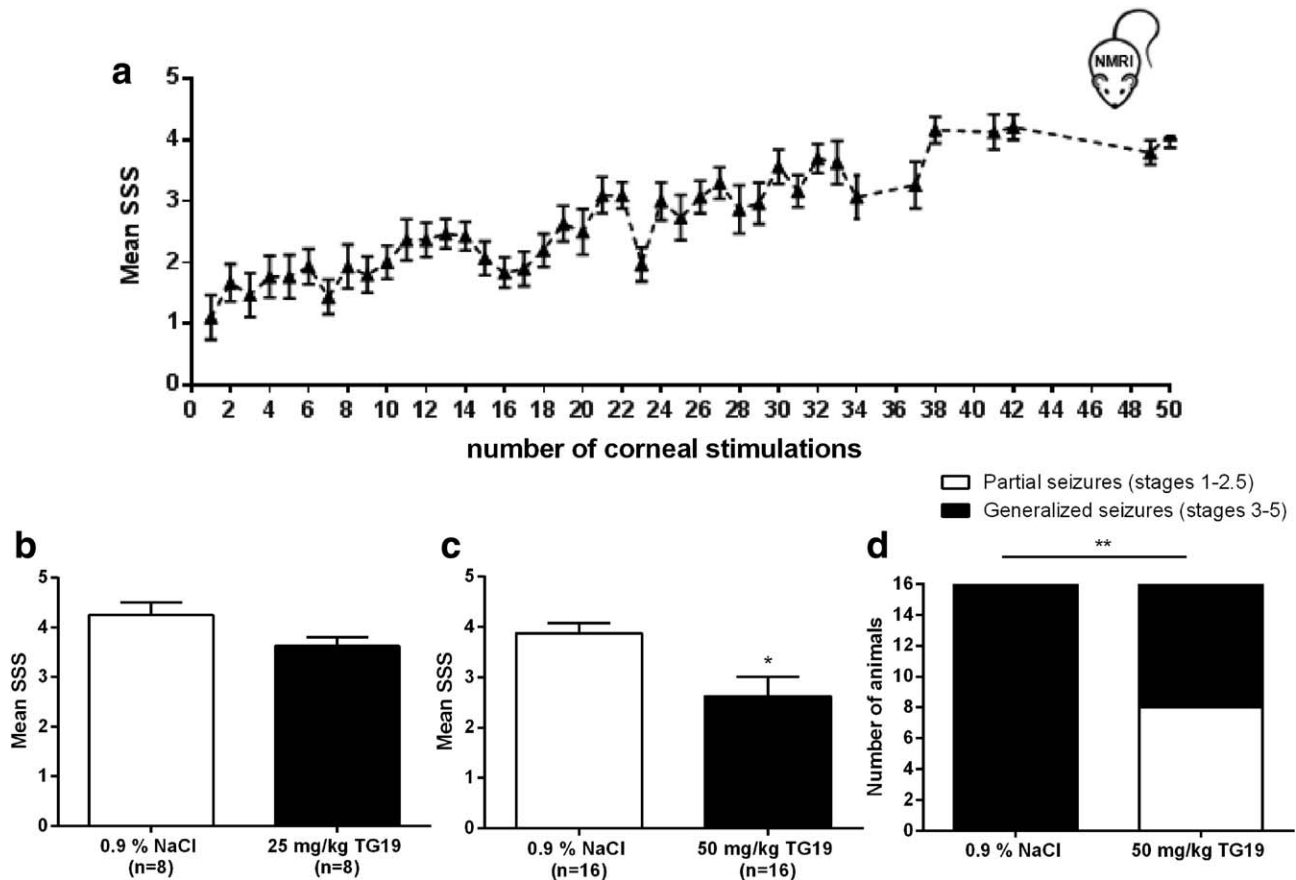 a
NMRI
5
4
3
2
1
0
Mean SSS
0 2 4 6 8 10 12 14 16 18 20 22 24 26 28 30 32 34 36 38 40 42 44 46 48 50
number of corneal stimulations
Partial seizures (stages 1-2.5)
Generalized seizures (stages 3-5)
b
5
4
3
2
1
0
Mean SSS
0.9 % NaCl 25 mg/kg TG19
(n=8) (n=8)
c
5
4
3
2
1
0
Mean SSS
*
0.9 % NaCl 50 mg/kg TG19
(n=16) (n=16)
d
**
16
14
12
10
8
6
4
2
0
Number of animals
0.9 % NaCl 50 mg/kg TG19